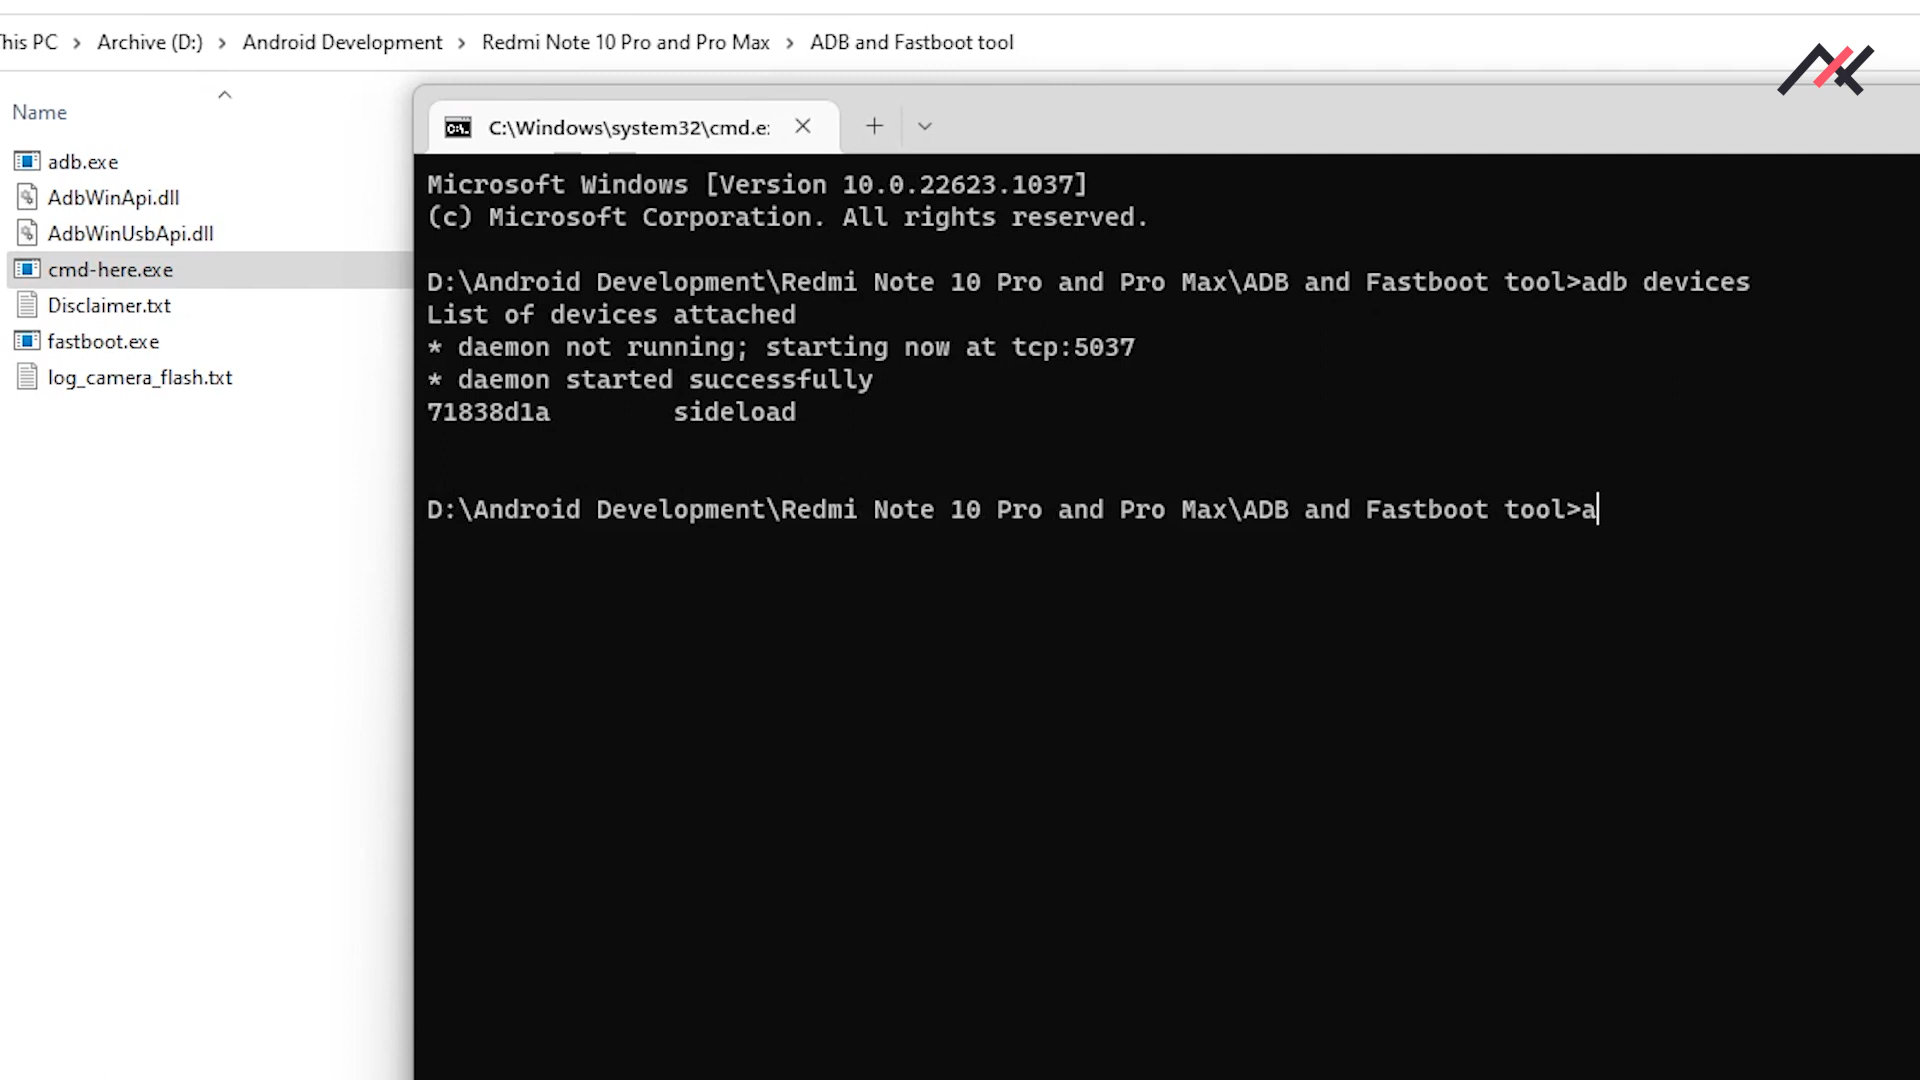 This PC > Archive (D:) > Android Development > Redmi Note 10 Pro and Pro Max > ADB and Fastboot tool
Name
adb.exe
AdbWinApi.dll
AdbWinUsbApi.dll
cmd-here.exe
Disclaimer.txt
fastboot.exe
log_camera_flash.txt
C:\Windows\system32\cmd.e
Microsoft Windows [Version 10.0.22623.1037]
(c) Microsoft Corporation. All rights reserved.
D:\Android Development\Redmi Note 10 Pro and Pro Max\ADB and Fastboot tool>adb devices
List of devices attached
* daemon not running; starting now at tcp:5037
* daemon started successfully
71838d1a        sideload
D:\Android Development\Redmi Note 10 Pro and Pro Max\ADB and Fastboot tool>a